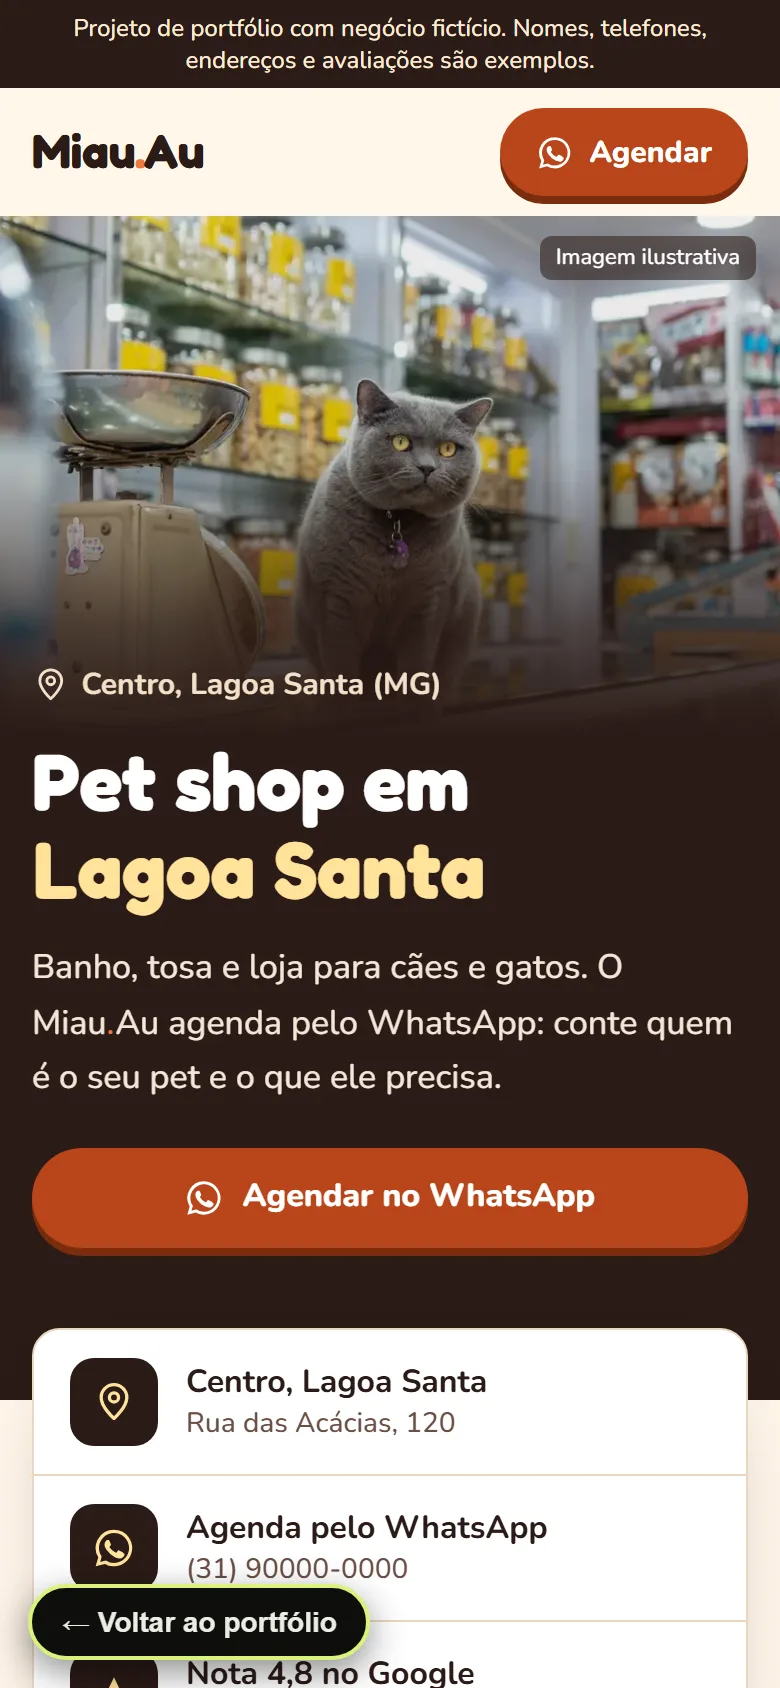 Projeto de portfólio com negócio fictício. Nomes, telefones,
endereços e avaliações são exemplos.
Miau.Au
Agendar
Imagem ilustrativa
Centro, Lagoa Santa (MG)
Pet shop em
Lagoa Santa
Banho, tosa e loja para cães e gatos. O
Miau.Au agenda pelo WhatsApp: conte quem
é o seu pet e o que ele precisa.
Agendar no WhatsApp
Centro, Lagoa Santa
Rua das Acácias, 120
Agenda pelo WhatsApp
(31) 90000-0000
← Voltar ao portfólio
Nota 4,8 no Google